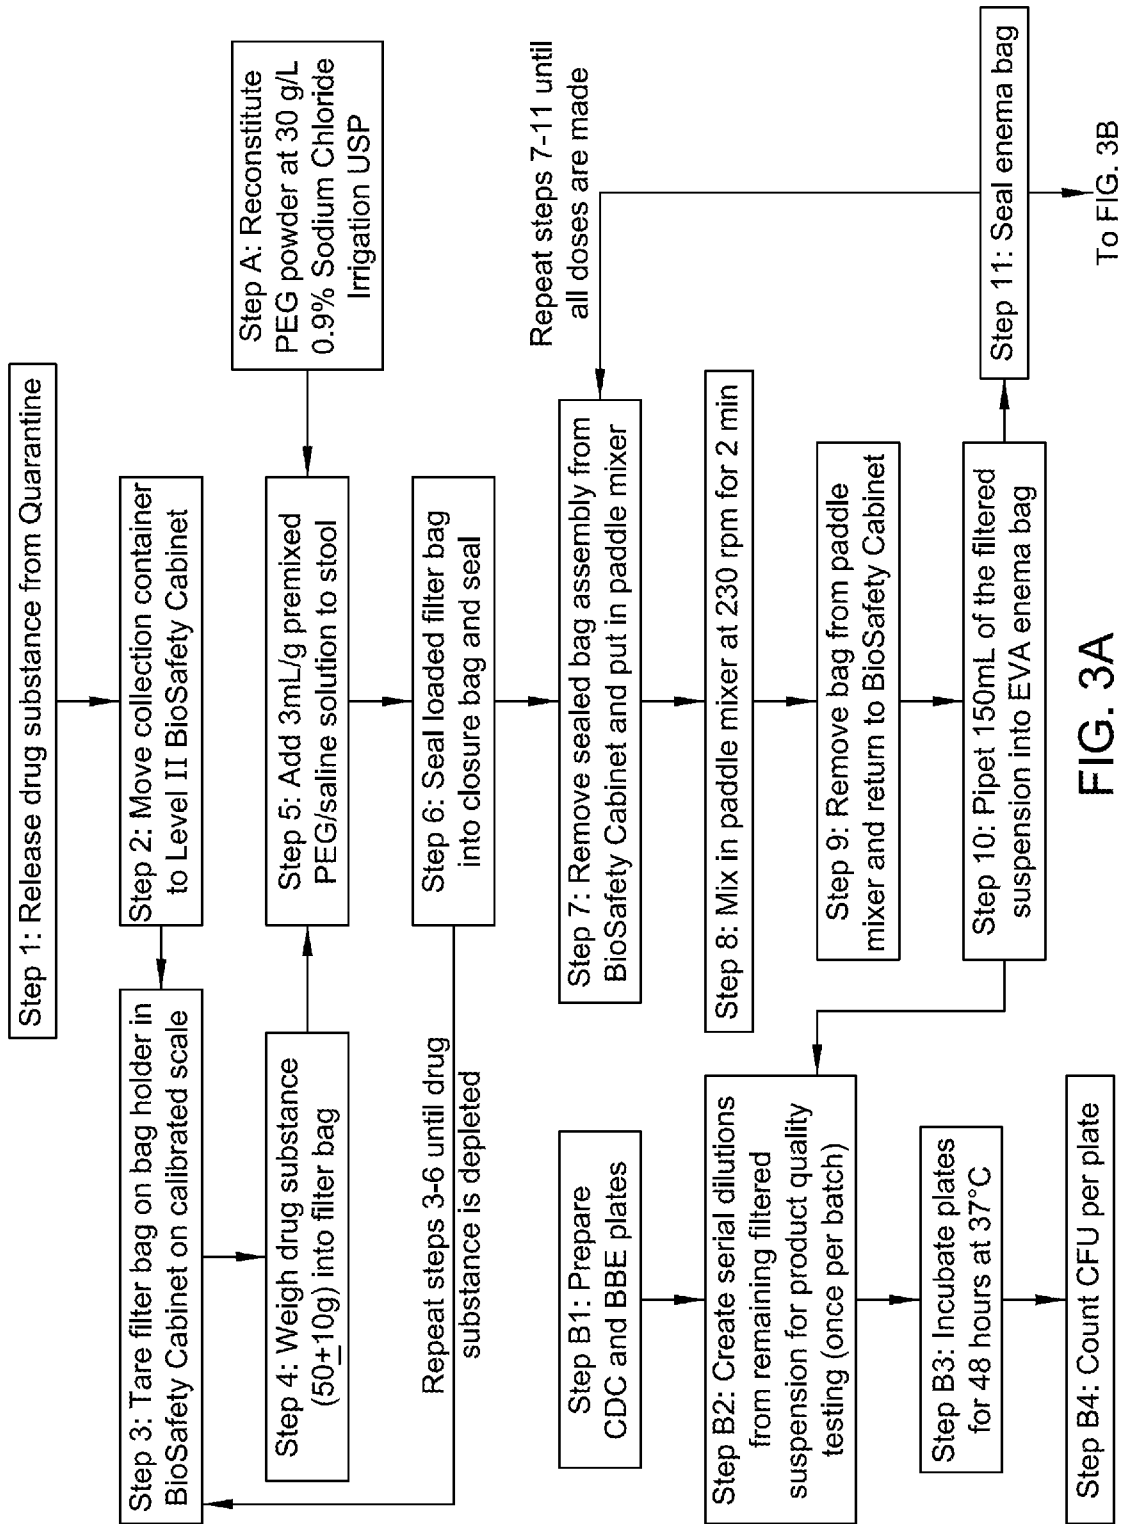 Step 1: Release drug substance from Quarantine
Step 2: Move collection container
to Level II BioSafety Cabinet
Step 3: Tare filter bag on bag holder in
BioSafety Cabinet on calibrated scale
Step 4: Weigh drug substance
(50±10g) into filter bag
Step A: Reconstitute
PEG powder at 30 g/L
0.9% Sodium Chloride
Irrigation USP
Step 5: Add 3mL/g premixed
PEG/saline solution to stool
Step 6: Seal loaded filter bag
into closure bag and seal
Repeat steps 3-6 until drug
substance is depleted
Step 7: Remove sealed bag assembly from
BioSafety Cabinet and put in paddle mixer
Repeat steps 7-11 until
all doses are made
Step 8: Mix in paddle mixer at 230 rpm for 2 min
Step 9: Remove bag from paddle
mixer and return to BioSafety Cabinet
Step 10: Pipet 150mL of the filtered
suspension into EVA enema bag
Step 11: Seal enema bag
To FIG. 3B
Step B1: Prepare
CDC and BBE plates
Step B2: Create serial dilutions
from remaining filtered
suspension for product quality
testing (once per batch)
Step B3: Incubate plates
for 48 hours at 37°C
Step B4: Count CFU per plate
FIG. 3A